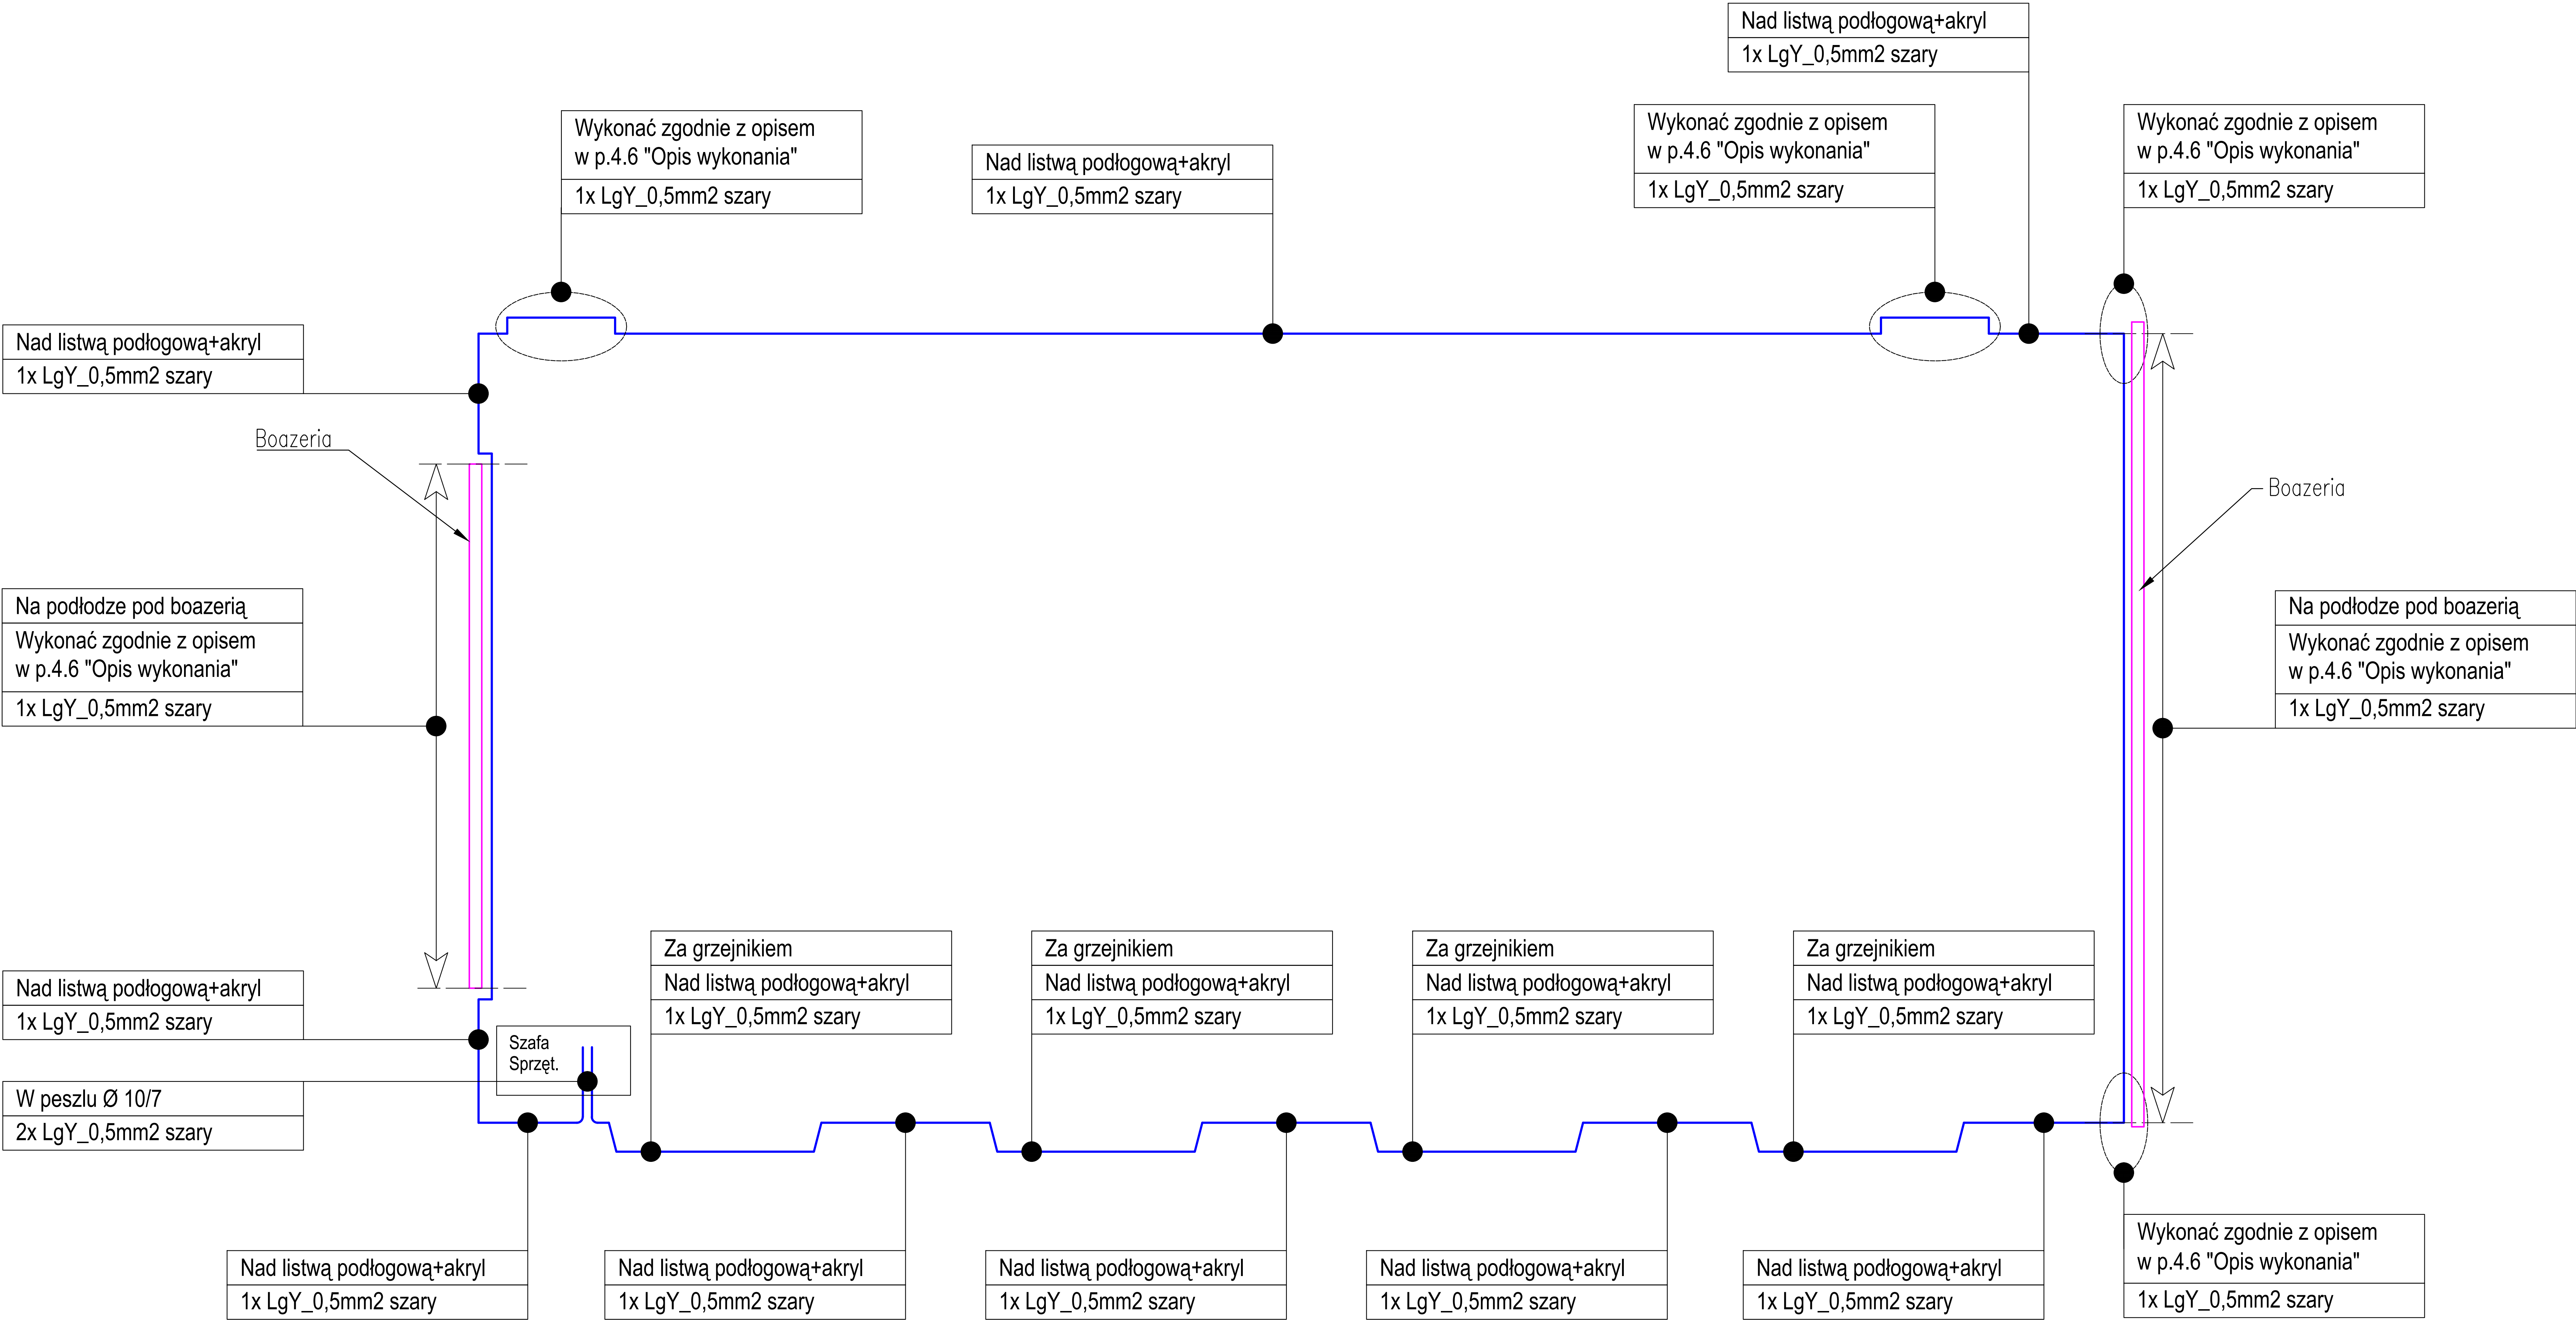 Nad listwą podłogową+akryl
1x LgY_0,5mm2 szary
Wykonać zgodnie z opisem
w p.4.6 "Opis wykonania"
1x LgY_0,5mm2 szary
Nad listwą podłogową+akryl
1x LgY_0,5mm2 szary
Wykonać zgodnie z opisem
w p.4.6 "Opis wykonania"
1x LgY_0,5mm2 szary
Wykonać zgodnie z opisem
w p.4.6 "Opis wykonania"
1x LgY_0,5mm2 szary
Nad listwą podłogową+akryl
1x LgY_0,5mm2 szary
Boazeria
Boazeria
Na podłodze pod boazerią
Wykonać zgodnie z opisem
w p.4.6 "Opis wykonania"
1x LgY_0,5mm2 szary
Na podłodze pod boazerią
Wykonać zgodnie z opisem
w p.4.6 "Opis wykonania"
1x LgY_0,5mm2 szary
Za grzejnikiem
Nad listwą podłogową+akryl
1x LgY_0,5mm2 szary
Za grzejnikiem
Nad listwą podłogową+akryl
1x LgY_0,5mm2 szary
Za grzejnikiem
Nad listwą podłogową+akryl
1x LgY_0,5mm2 szary
Za grzejnikiem
Nad listwą podłogową+akryl
1x LgY_0,5mm2 szary
Nad listwą podłogową+akryl
1x LgY_0,5mm2 szary
Szafa
Sprzęt.
W peszlu Ø 10/7
2x LgY_0,5mm2 szary
Nad listwą podłogową+akryl
1x LgY_0,5mm2 szary
Nad listwą podłogową+akryl
1x LgY_0,5mm2 szary
Nad listwą podłogową+akryl
1x LgY_0,5mm2 szary
Nad listwą podłogową+akryl
1x LgY_0,5mm2 szary
Nad listwą podłogową+akryl
1x LgY_0,5mm2 szary
Wykonać zgodnie z opisem
w p.4.6 "Opis wykonania"
1x LgY_0,5mm2 szary